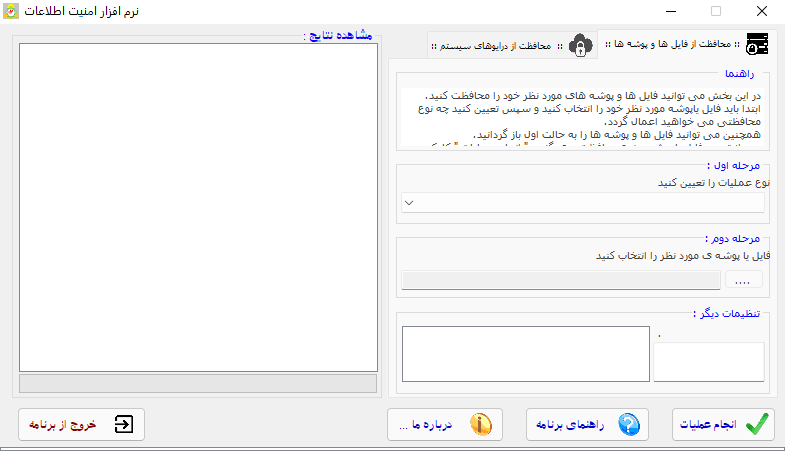 نرم افزار امنیت اطلاعات
:: محافظت از فایل ها و پوشه ها ::
:: محافظت از درایوهای سیستم ::
راهنما
در این بخش می توانید فایل ها و پوشه های مورد نظر خود را محافظت کنید.
ابتدا باید فایل یاپوشه مورد نظر خود را انتخاب کنید و سپس تعیین کنید چه نوع
محافظتی می خواهید اعمال گردد.
همچنین می توانید فایل ها و پوشه ها را به حالت اول باز گردانید.
مرحله اول :
نوع عملیات را تعیین کنید
مرحله دوم :
فایل یا پوشه ی مورد نظر را انتخاب کنید
....
تنظیمات دیگر :
.
مشاهده نتایج :
انجام عملیات
راهنمای برنامه
درباره ما ...
خروج از برنامه